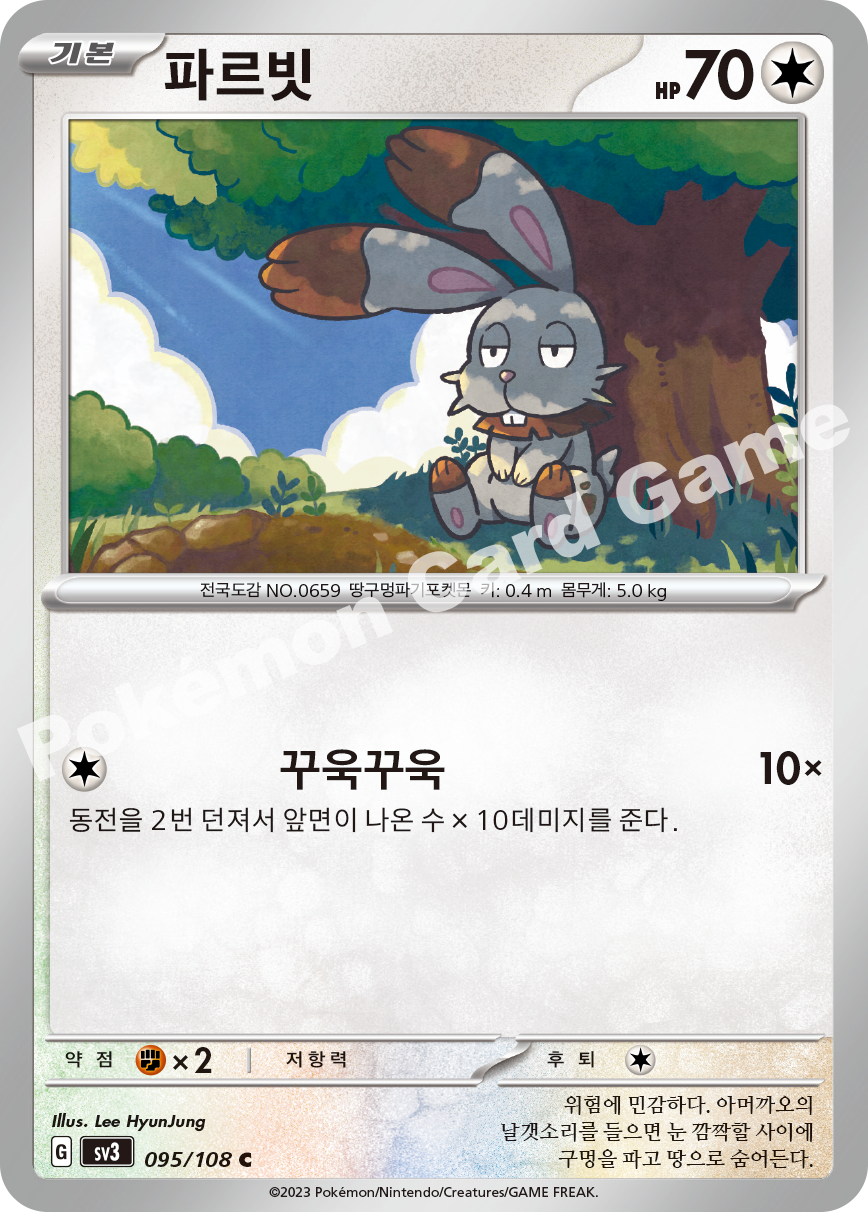 기본
파르빗
HP 70
전국도감 NO.0659 땅구멍파기포켓몬 키: 0.4 m 몸무게: 5.0 kg
Pokémon Card Game
꾸욱꾸욱 10×
동전을 2번 던져서 앞면이 나온 수 × 10데미지를 준다.
약점 ×2 저항력 후퇴
Illus. Lee HyunJung
위험에 민감하다. 아머까오의
날갯소리를 들으면 눈 깜짝할 사이에
구멍을 파고 땅으로 숨어든다.
G sv3 095/108 C
©2023 Pokémon/Nintendo/Creatures/GAME FREAK.